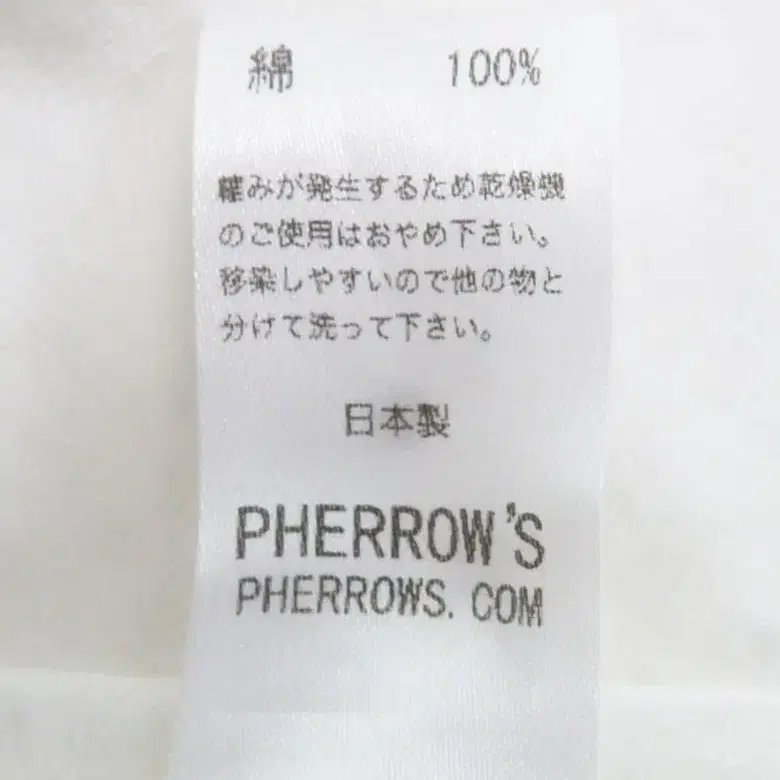 綿 100%
縮みが発生するため乾燥機
のご使用はおやめ下さい。
移染しやすいので他の物と
分けて洗って下さい。
日本製
PHERROW'S
PHERROWS.COM